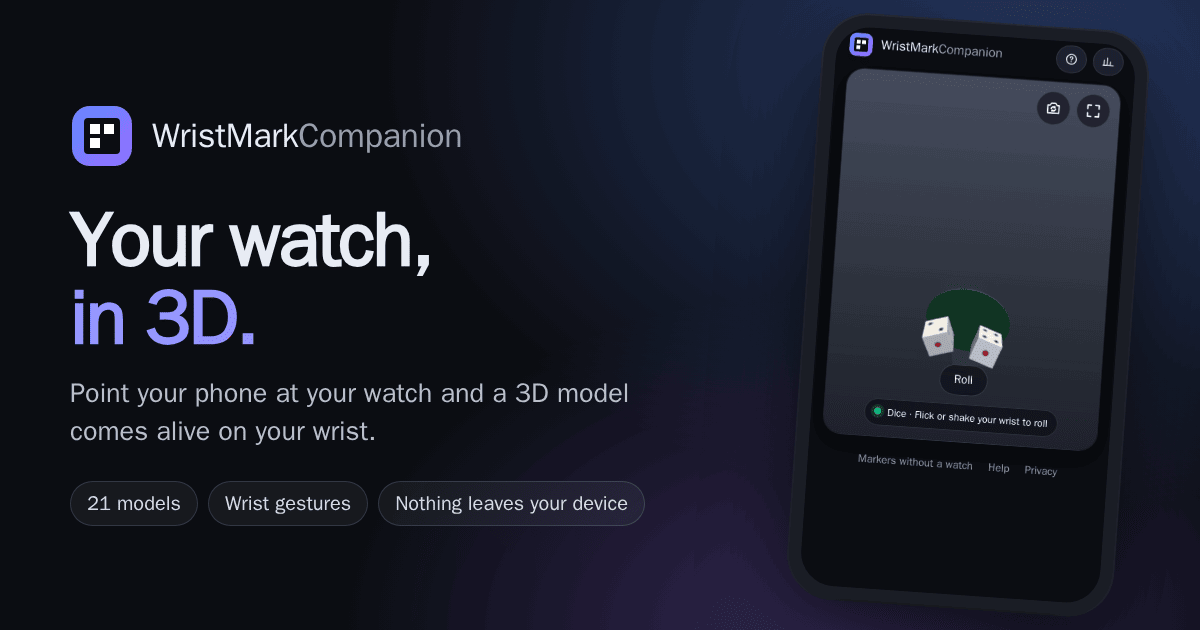 WristMarkCompanion
Your watch,
in 3D.
Point your phone at your watch and a 3D model
comes alive on your wrist.
21 models
Wrist gestures
Nothing leaves your device
WristMarkCompanion
Roll
Dice · Flick or shake your wrist to roll
Markers without a watch
Help
Privacy